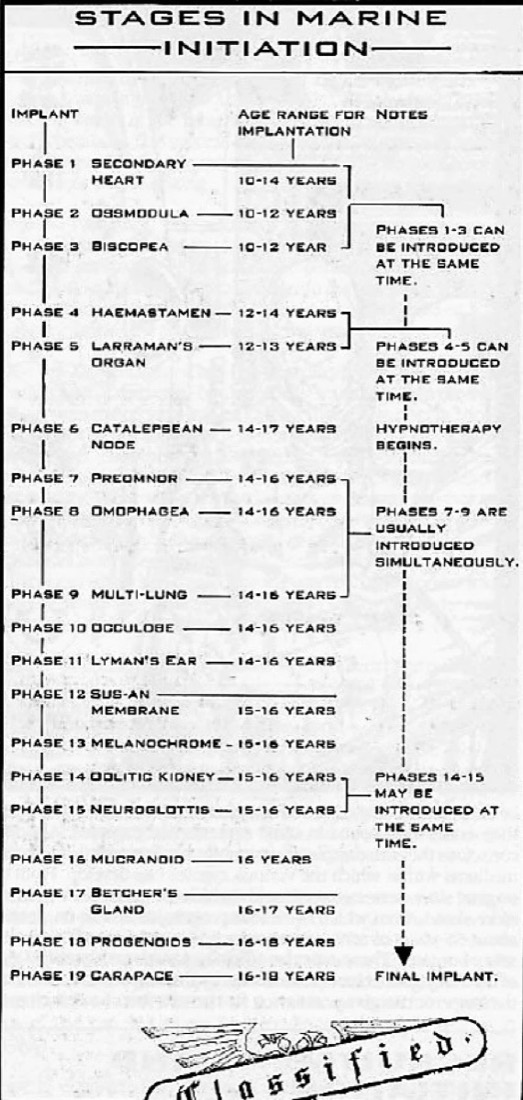 STAGES IN MARINE
INITIATION
IMPLANT AGE RANGE FOR NOTES
IMPLANTATION
PHASE 1 SECONDARY
HEART 10-14 YEARS
PHASE 2 OSSMODULA 10-12 YEARS
PHASE 3 BISCOPEA 10-12 YEAR
PHASES 1-3 CAN
BE INTRODUCED
AT THE SAME
TIME.
PHASE 4 HAEMASTAMEN 12-14 YEARS
PHASE 5 LARRAMAN'S 12-13 YEARS
ORGAN
PHASES 4-5 CAN
BE INTRODUCED
AT THE SAME
TIME.
PHASE 6 CATALEPSEAN 14-17 YEARS
NODE
HYPNOTHERAPY
BEGINS.
PHASE 7 PREOMNOR 14-16 YEARS
PHASE 8 OMOPHAGEA 14-16 YEARS
PHASES 7-9 ARE
USUALLY
INTRODUCED
SIMULTANEOUSLY.
PHASE 9 MULTI-LUNG 14-16 YEARS
PHASE 10 OCCULOBE 14-16 YEARS
PHASE 11 LYMAN'S EAR 14-16 YEARS
PHASE 12 SUS-AN
MEMBRANE 15-16 YEARS
PHASE 13 MELANOCHROME - 15-16 YEARS
PHASE 14 OOLITIC KIDNEY 15-16 YEARS
PHASE 15 NEUROGLOTTIS 15-16 YEARS
PHASES 14-15
MAY BE
INTRODUCED AT
THE SAME
TIME.
PHASE 16 MUCRANOID 16 YEARS
PHASE 17 BETCHER'S
GLAND 16-17 YEARS
PHASE 18 PROGENOIDS 16-18 YEARS
PHASE 19 CARAPACE 16-18 YEARS FINAL IMPLANT.
Classified.